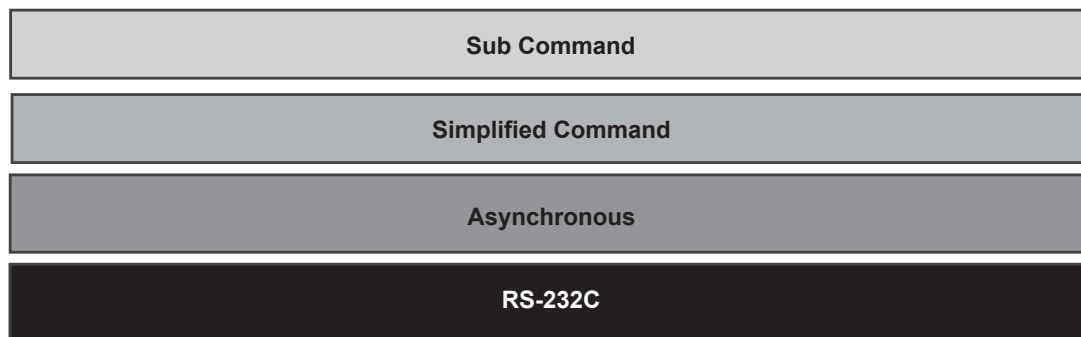 Sub Command
Simplified Command
Asynchronous
RS-232C